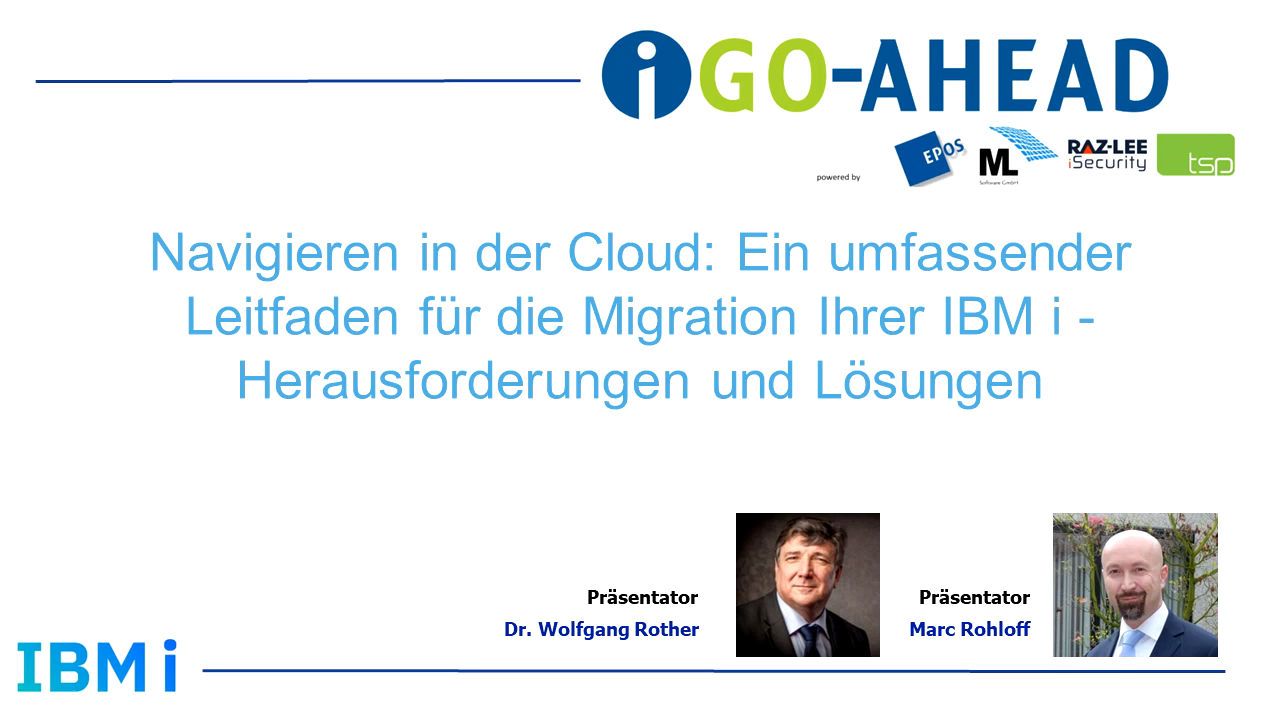 iGO-AHEAD
powered by
EPOS
ML
Software GmbH
RAZ-LEE
iSecurity
tsp
Navigieren in der Cloud: Ein umfassender
Leitfaden für die Migration Ihrer IBM i -
Herausforderungen und Lösungen
Präsentator
Dr. Wolfgang Rother
Präsentator
Marc Rohloff
IBM i